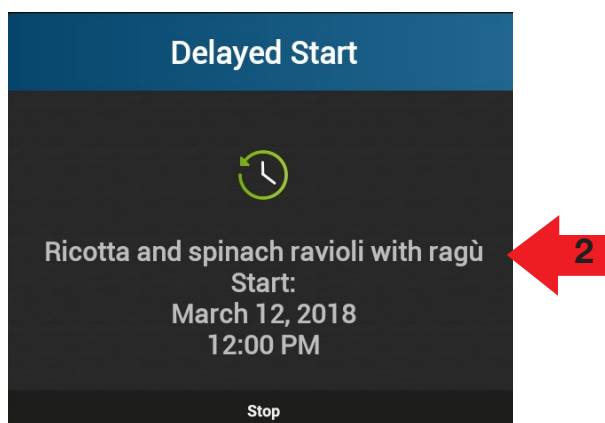 Delayed Start
Ricotta and spinach ravioli with ragù
2
Start:
March 12, 2018
12:00 PM
Stop